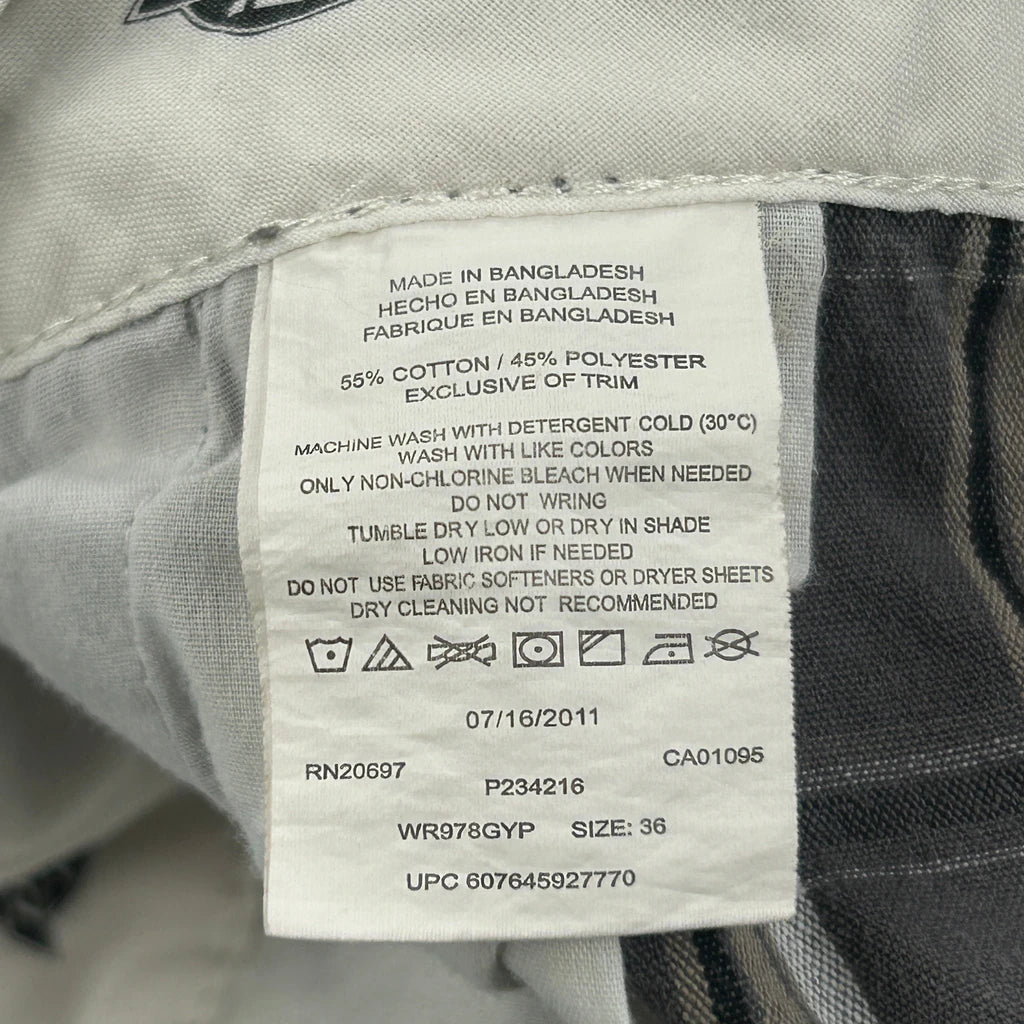 MADE IN BANGLADESH
HECHO EN BANGLADESH
FABRIQUE EN BANGLADESH
55% COTTON / 45% POLYESTER
EXCLUSIVE OF TRIM
MACHINE WASH WITH DETERGENT COLD (30°C)
WASH WITH LIKE COLORS
ONLY NON-CHLORINE BLEACH WHEN NEEDED
DO NOT WRING
TUMBLE DRY LOW OR DRY IN SHADE
LOW IRON IF NEEDED
DO NOT USE FABRIC SOFTENERS OR DRYER SHEETS
DRY CLEANING NOT RECOMMENDED
07/16/2011
RN20697 CA01095
P234216
WR978GYP SIZE: 36
UPC 607645927770